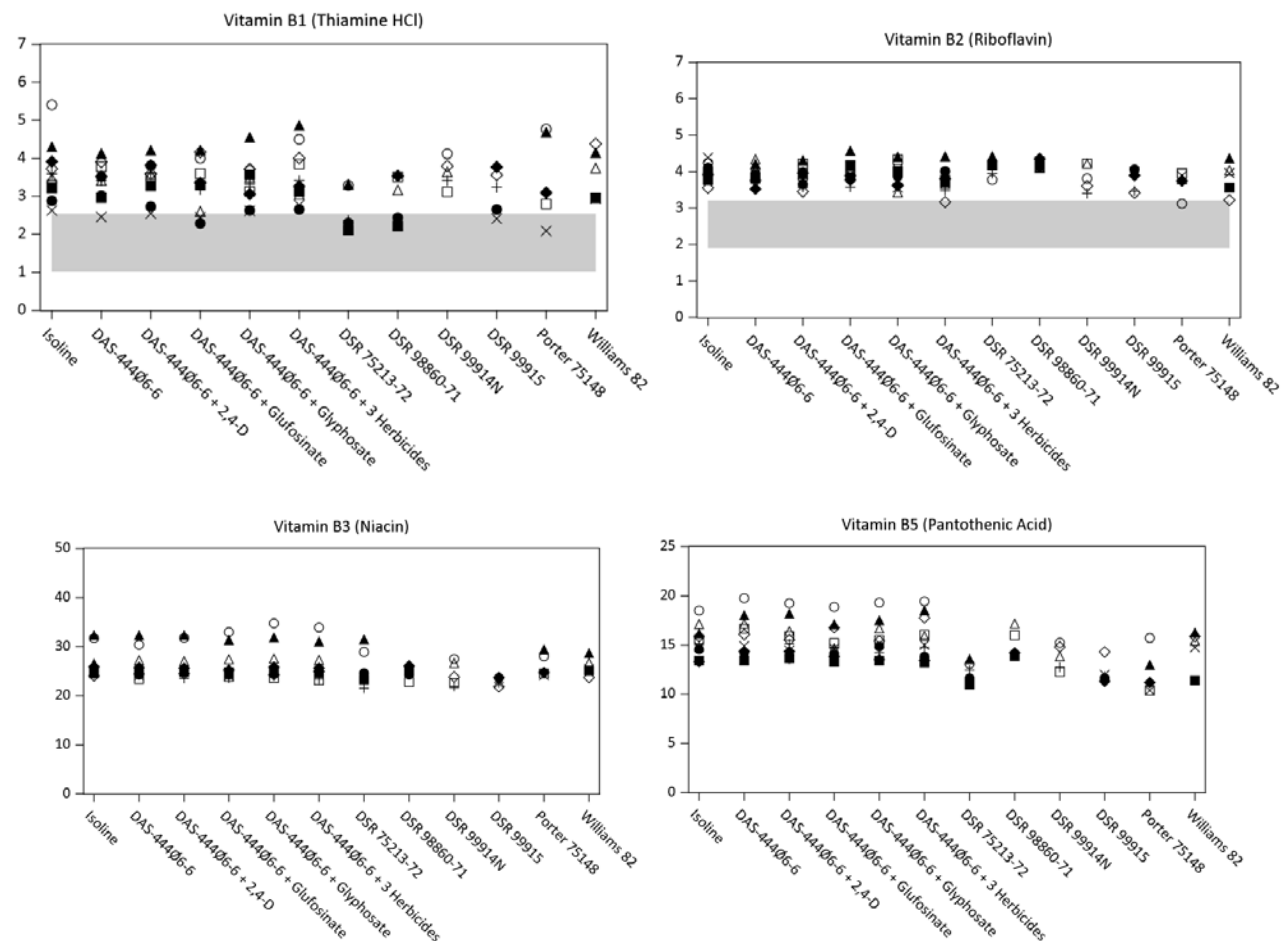 Vitamin B1 (Thiamine HCl)
7
6
5
4
3
2
1
0
Isoline
DAS-444Ø6-6
DAS-444Ø6-6 + 2,4-D
DAS-444Ø6-6 + Glufosinate
DAS-444Ø6-6 + Glyphosate
DAS-444Ø6-6 + 3 Herbicides
DSR 75213-72
DSR 98860-71
DSR 99914N
DSR 99915
Porter 75148
Williams 82
Vitamin B2 (Riboflavin)
7
6
5
4
3
2
1
0
Isoline
DAS-444Ø6-6
DAS-444Ø6-6 + 2,4-D
DAS-444Ø6-6 + Glufosinate
DAS-444Ø6-6 + Glyphosate
DAS-444Ø6-6 + 3 Herbicides
DSR 75213-72
DSR 98860-71
DSR 99914N
DSR 99915
Porter 75148
Williams 82
Vitamin B3 (Niacin)
50
40
30
20
10
0
Isoline
DAS-444Ø6-6
DAS-444Ø6-6 + 2,4-D
DAS-444Ø6-6 + Glufosinate
DAS-444Ø6-6 + Glyphosate
DAS-444Ø6-6 + 3 Herbicides
DSR 75213-72
DSR 98860-71
DSR 99914N
DSR 99915
Porter 75148
Williams 82
Vitamin B5 (Pantothenic Acid)
25
20
15
10
5
0
Isoline
DAS-444Ø6-6
DAS-444Ø6-6 + 2,4-D
DAS-444Ø6-6 + Glufosinate
DAS-444Ø6-6 + Glyphosate
DAS-444Ø6-6 + 3 Herbicides
DSR 75213-72
DSR 98860-71
DSR 99914N
DSR 99915
Porter 75148
Williams 82